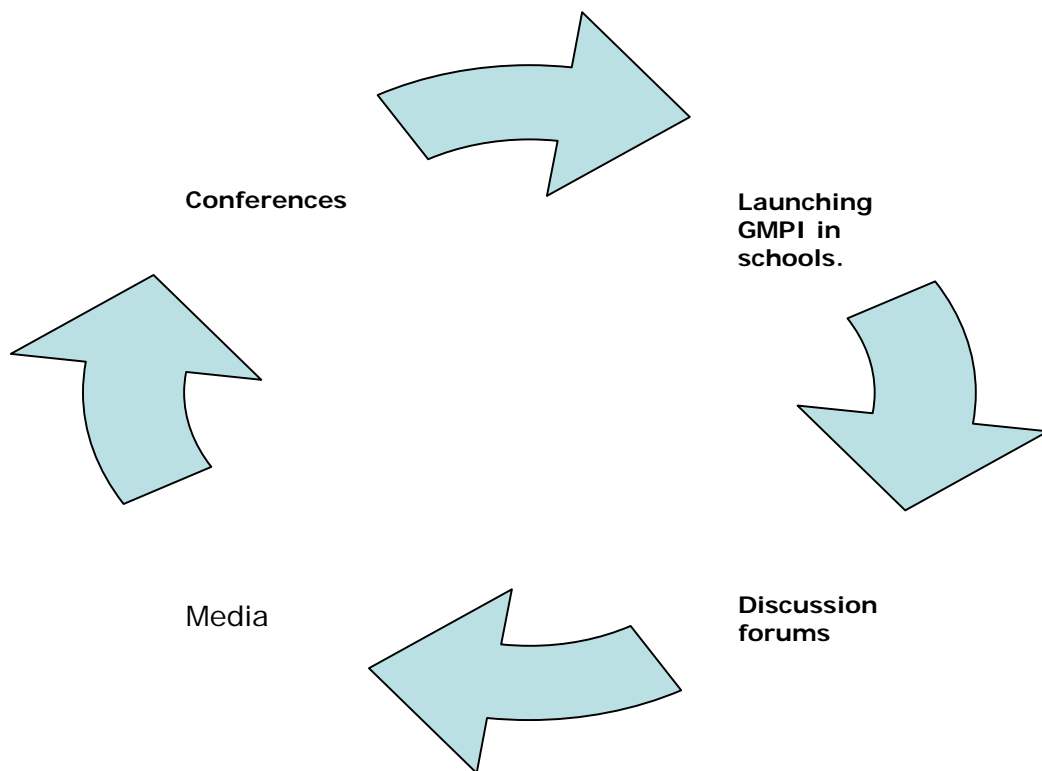 Conferences
Launching
GMPI in
schools.
Media
Discussion
forums